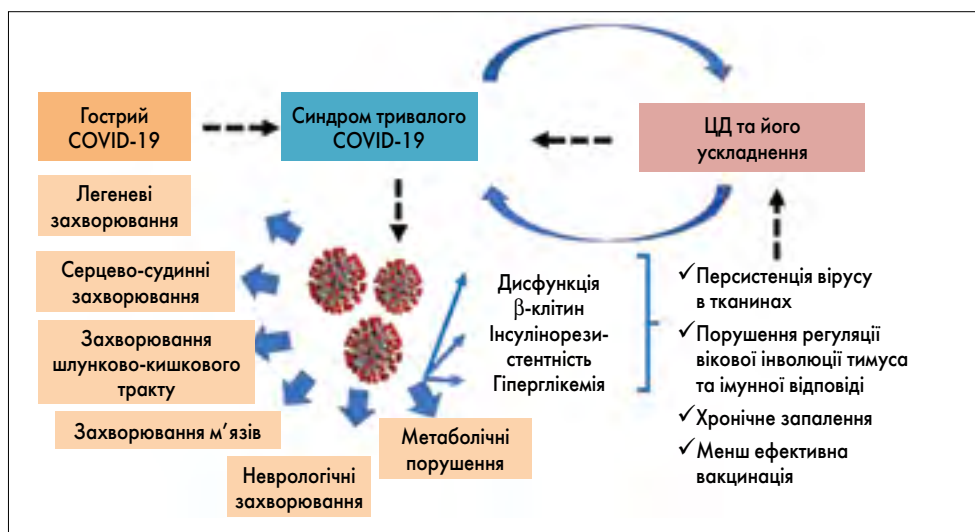 Гострий
COVID-19
Синдром тривалого
COVID-19
ЦД та його
ускладнення
Легеневі
захворювання
Серцево-судинні
захворювання
Захворювання
шлунково-кишкового
тракту
Захворювання м’язів
Неврологічні
захворювання
Метаболічні
порушення
Дисфункція
β-клітин
Інсулінорези-
стентність
Гіперглікемія
✓Персистенція вірусу
в тканинах
✓Порушення регуляції
вікової інволюції тимуса
та імунної відповіді
✓Хронічне запалення
✓Менш ефективна
вакцинація